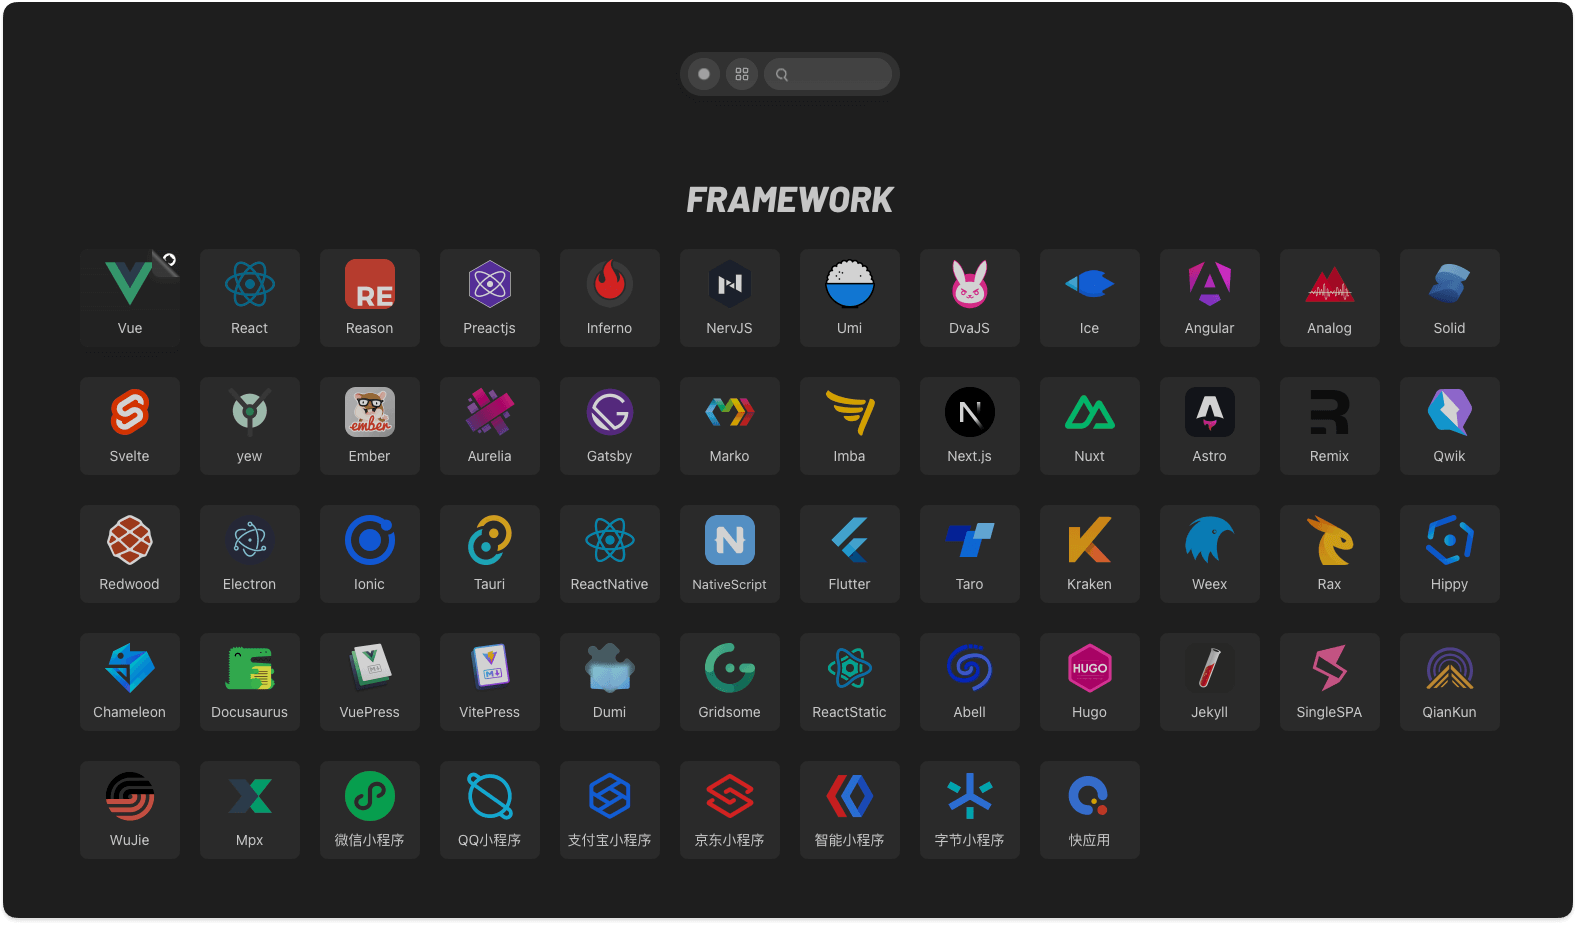 FRAMEWORK
Vue
React
RE
Reason
Preactjs
Inferno
NervJS
Umi
DvaJS
Ice
Angular
Analog
Solid
Svelte
yew
ember
Ember
Aurelia
Gatsby
Marko
Imba
Next.js
Nuxt
Astro
Remix
Qwik
Redwood
Electron
Ionic
Tauri
ReactNative
NativeScript
Flutter
Taro
Kraken
Weex
Rax
Hippy
Chameleon
Docusaurus
VuePress
VitePress
Dumi
Gridsome
ReactStatic
Abell
HUGO
Hugo
Jekyll
SingleSPA
QianKun
WuJie
Mpx
微信小程序
QQ小程序
支付宝小程序
京东小程序
智能小程序
字节小程序
快应用